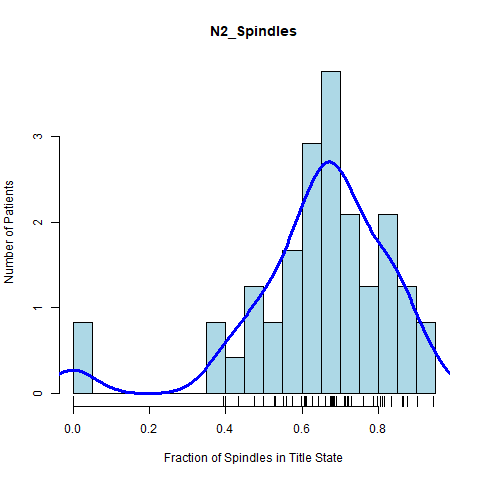 N2_Spindles
Number of Patients
3
2
1
0
0.0 0.2 0.4 0.6 0.8
Fraction of Spindles in Title State